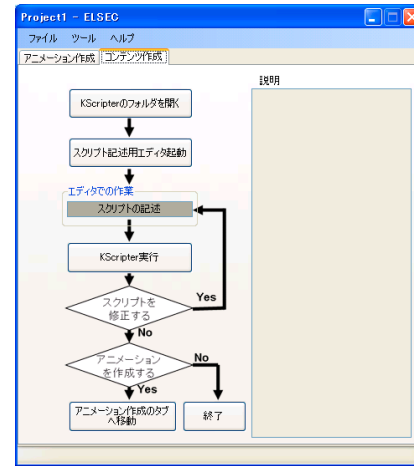 Project1 - ELSEC
ファイル ツール ヘルプ
アニメーション作成 コンテンツ作成
説明
KScripterのフォルダを開く
スクリプト記述用エディタ起動
エディタでの作業
スクリプトの記述
KScripter実行
スクリプトを
修正する
Yes
No
アニメーション
を作成する
No
Yes
アニメーション作成のタブ
へ移動
終了